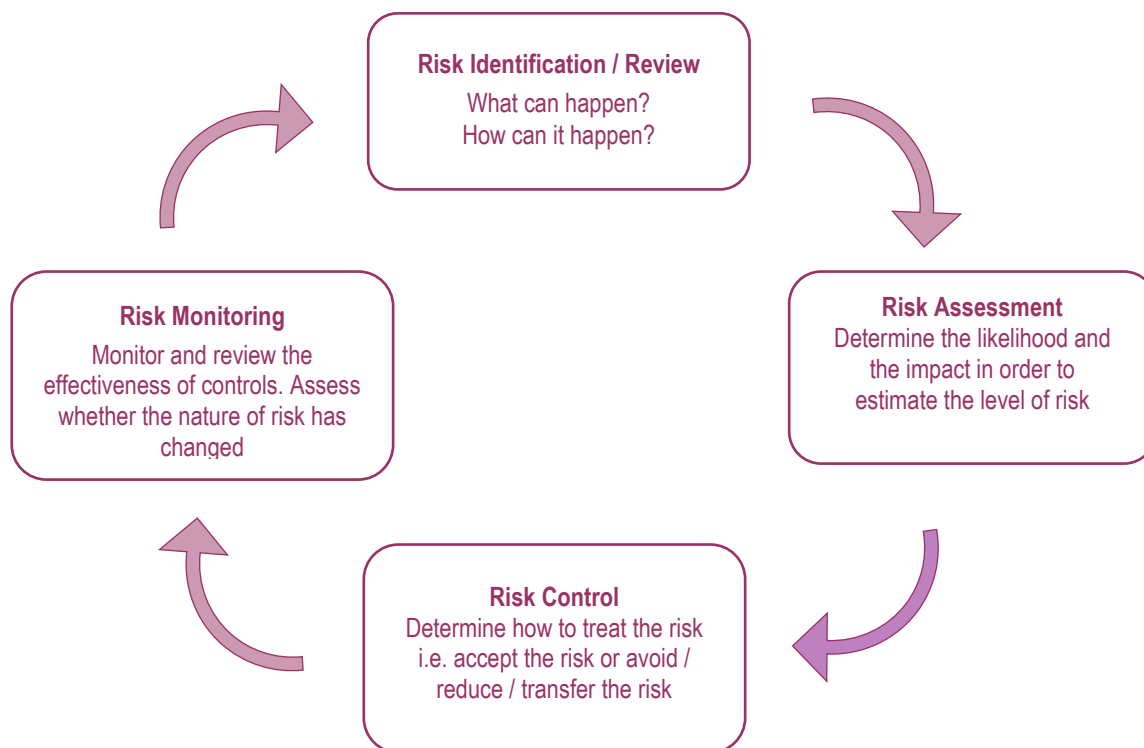 Risk Identification / Review
What can happen?
How can it happen?
Risk Assessment
Determine the likelihood and
the impact in order to
estimate the level of risk
Risk Control
Determine how to treat the risk
i.e. accept the risk or avoid /
reduce / transfer the risk
Risk Monitoring
Monitor and review the
effectiveness of controls. Assess
whether the nature of risk has
changed